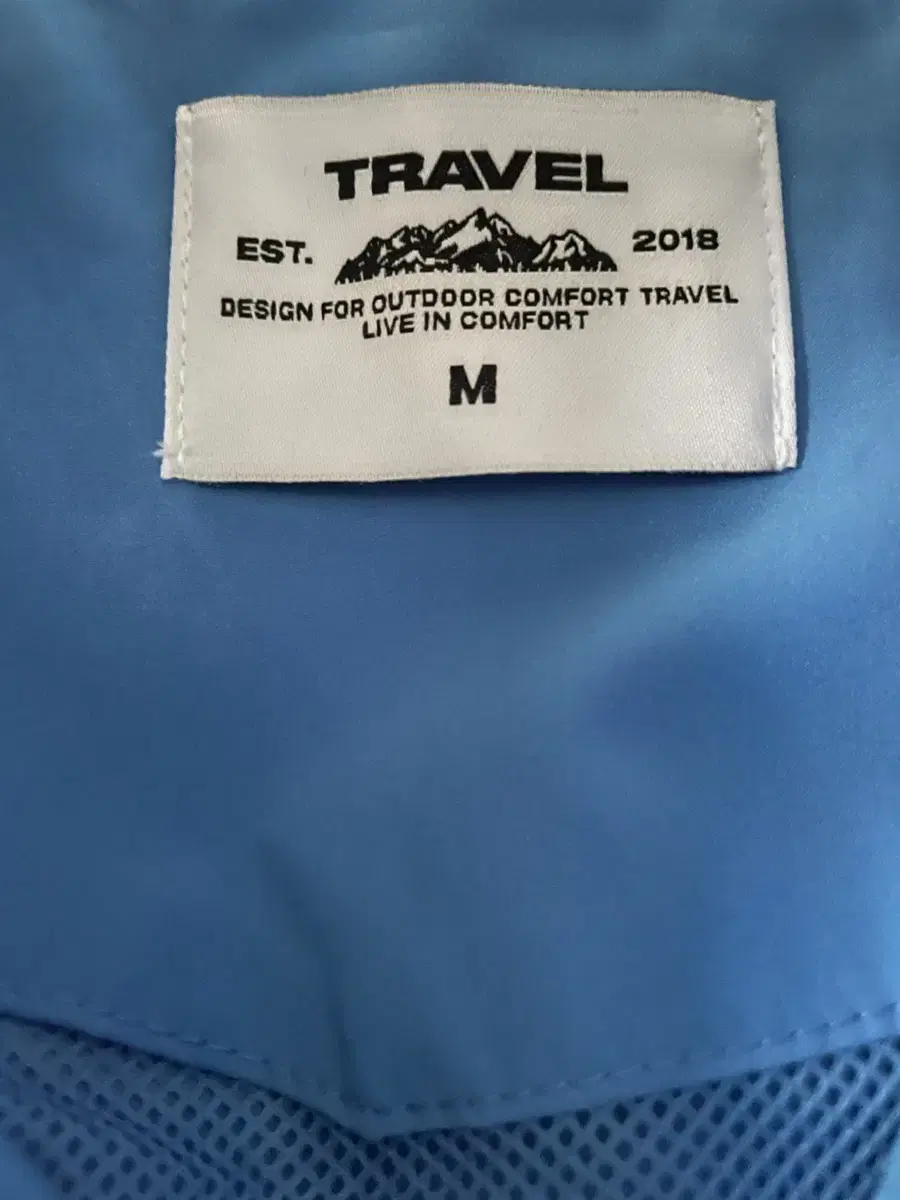 TRAVEL
EST. 2018
DESIGN FOR OUTDOOR COMFORT TRAVEL
LIVE IN COMFORT
M